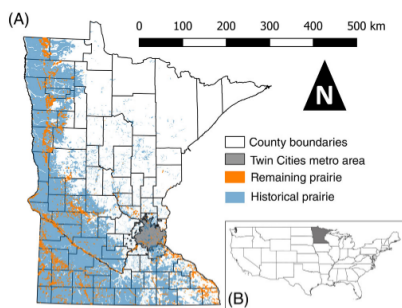 (A)
0 100 200 300 400 500 km
N
County boundaries
Twin Cities metro area
Remaining prairie
Historical prairie
(B)